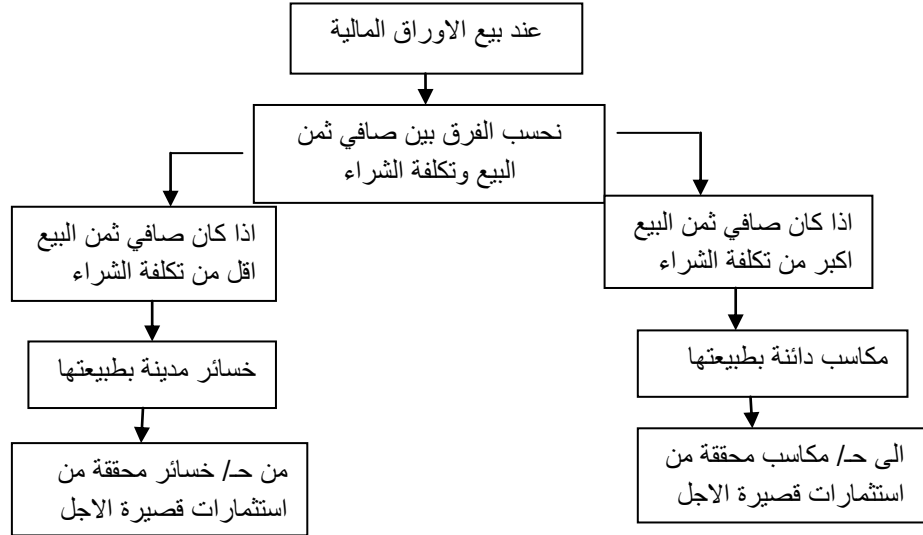 عند بيع الاوراق المالية
نحسب الفرق بين صافي ثمن
البيع وتكلفة الشراء
اذا كان صافي ثمن البيع
اكبر من تكلفة الشراء
اذا كان صافي ثمن البيع
اقل من تكلفة الشراء
مكاسب دائنة بطبيعتها
خسائر مدينة بطبيعتها
الى حـ/ مكاسب محققة من
استثمارات قصيرة الاجل
من حـ/ خسائر محققة من
استثمارات قصيرة الاجل